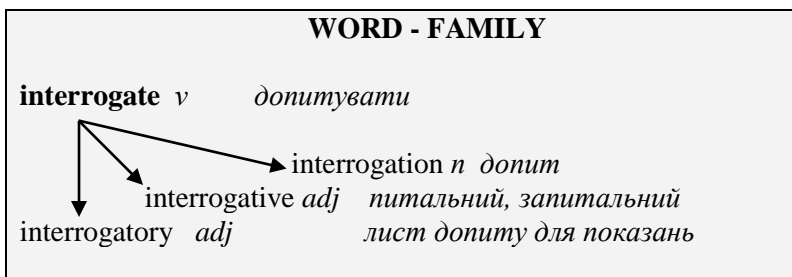 WORD - FAMILY
interrogate v допитувати
interrogation n допит
interrogative adj питальний, запитальний
interrogatory adj лист допиту для показань